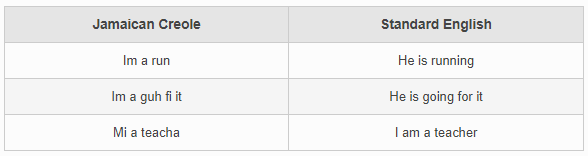 Jamaican Creole Standard English
Im a run He is running
Im a guh fi it He is going for it
Mi a teacha I am a teacher